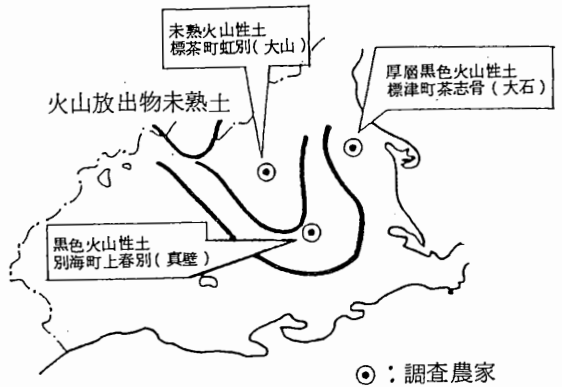 未熟火山性土
標茶町虹別(大山)
厚層黒色火山性土
標津町茶志骨(大石)
火山放出物未熟土
黒色火山性土
別海町上春別(真壁)
◉:調査農家